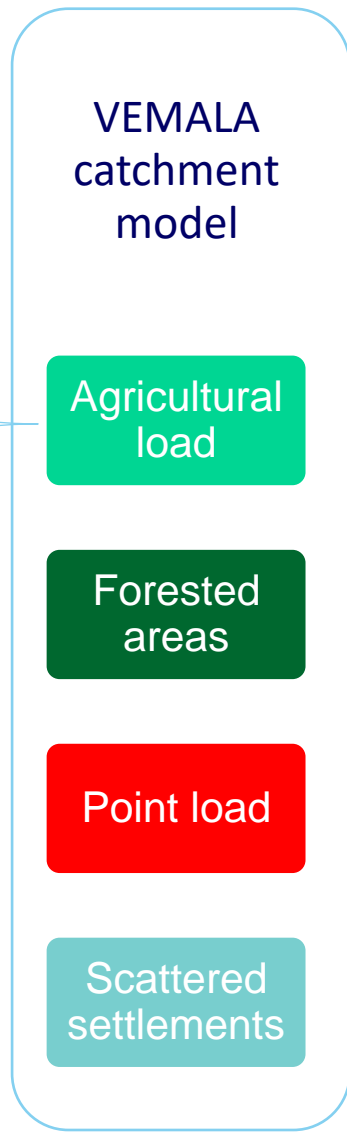 VEMALA
catchment
model
Agricultural
load
Forested
areas
Point load
Scattered
settlements